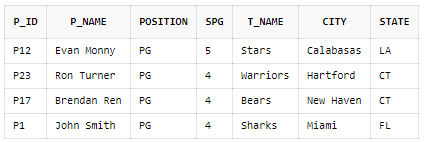 P_ID P_NAME POSITION SPG T_NAME CITY STATE
P12 Evan Monny PG 5 Stars Calabasas LA
P23 Ron Turner PG 4 Warriors Hartford CT
P17 Brendan Ren PG 4 Bears New Haven CT
P1 John Smith PG 4 Sharks Miami FL